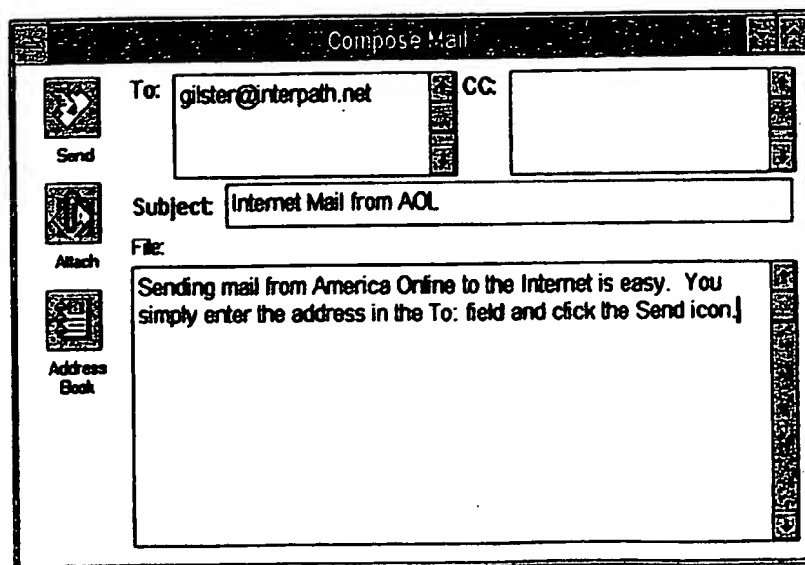 Compose Mail
To: gilster@interpath.net
CC:
Send
Subject: Internet Mail from AOL
Attach
File:
Sending mail from America Online to the Internet is easy. You
simply enter the address in the To: field and click the Send icon.
Address
Book